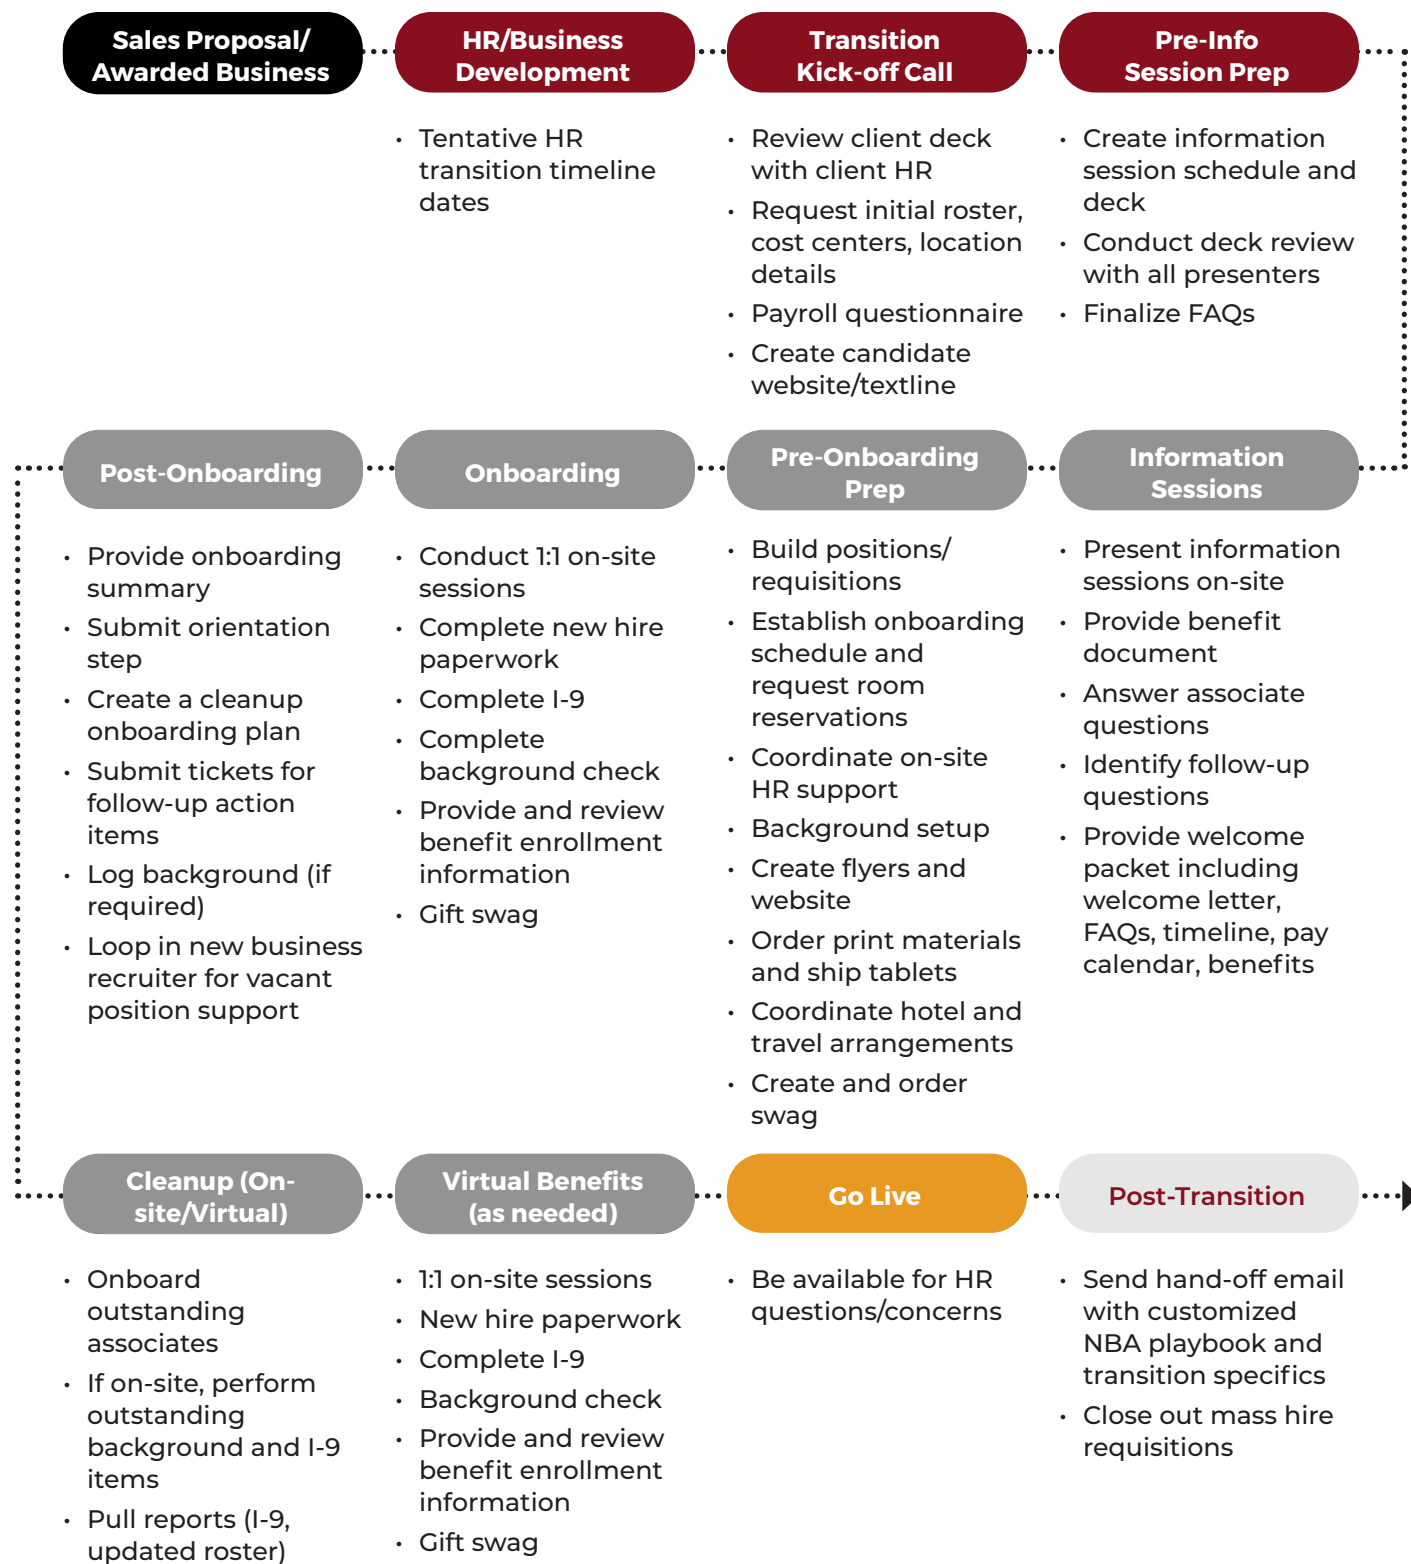 Sales Proposal/
Awarded Business
HR/Business
Development
• Tentative HR
transition timeline
dates
Transition
Kick-off Call
• Review client deck
with client HR
• Request initial roster,
cost centers, location
details
• Payroll questionnaire
• Create candidate
website/textline
Pre-Info
Session Prep
• Create information
session schedule and
deck
• Conduct deck review
with all presenters
• Finalize FAQs
Post-Onboarding
• Provide onboarding
summary
• Submit orientation
step
• Create a cleanup
onboarding plan
• Submit tickets for
follow-up action
items
• Log background (if
required)
• Loop in new business
recruiter for vacant
position support
Onboarding
• Conduct 1:1 on-site
sessions
• Complete new hire
paperwork
• Complete I-9
• Complete
background check
• Provide and review
benefit enrollment
information
• Gift swag
Pre-Onboarding
Prep
• Build positions/
requisitions
• Establish onboarding
schedule and
request room
reservations
• Coordinate on-site
HR support
• Background setup
• Create flyers and
website
• Order print materials
and ship tablets
• Coordinate hotel and
travel arrangements
• Create and order
swag
Information
Sessions
• Present information
sessions on-site
• Provide benefit
document
• Answer associate
questions
• Identify follow-up
questions
• Provide welcome
packet including
welcome letter,
FAQs, timeline, pay
calendar, benefits
Cleanup (On-
site/Virtual)
• Onboard
outstanding
associates
• If on-site, perform
outstanding
background and I-9
items
• Pull reports (I-9,
updated roster)
Virtual Benefits
(as needed)
• 1:1 on-site sessions
• New hire paperwork
• Complete I-9
• Background check
• Provide and review
benefit enrollment
information
• Gift swag
Go Live
• Be available for HR
questions/concerns
Post-Transition
• Send hand-off email
with customized
NBA playbook and
transition specifics
• Close out mass hire
requisitions